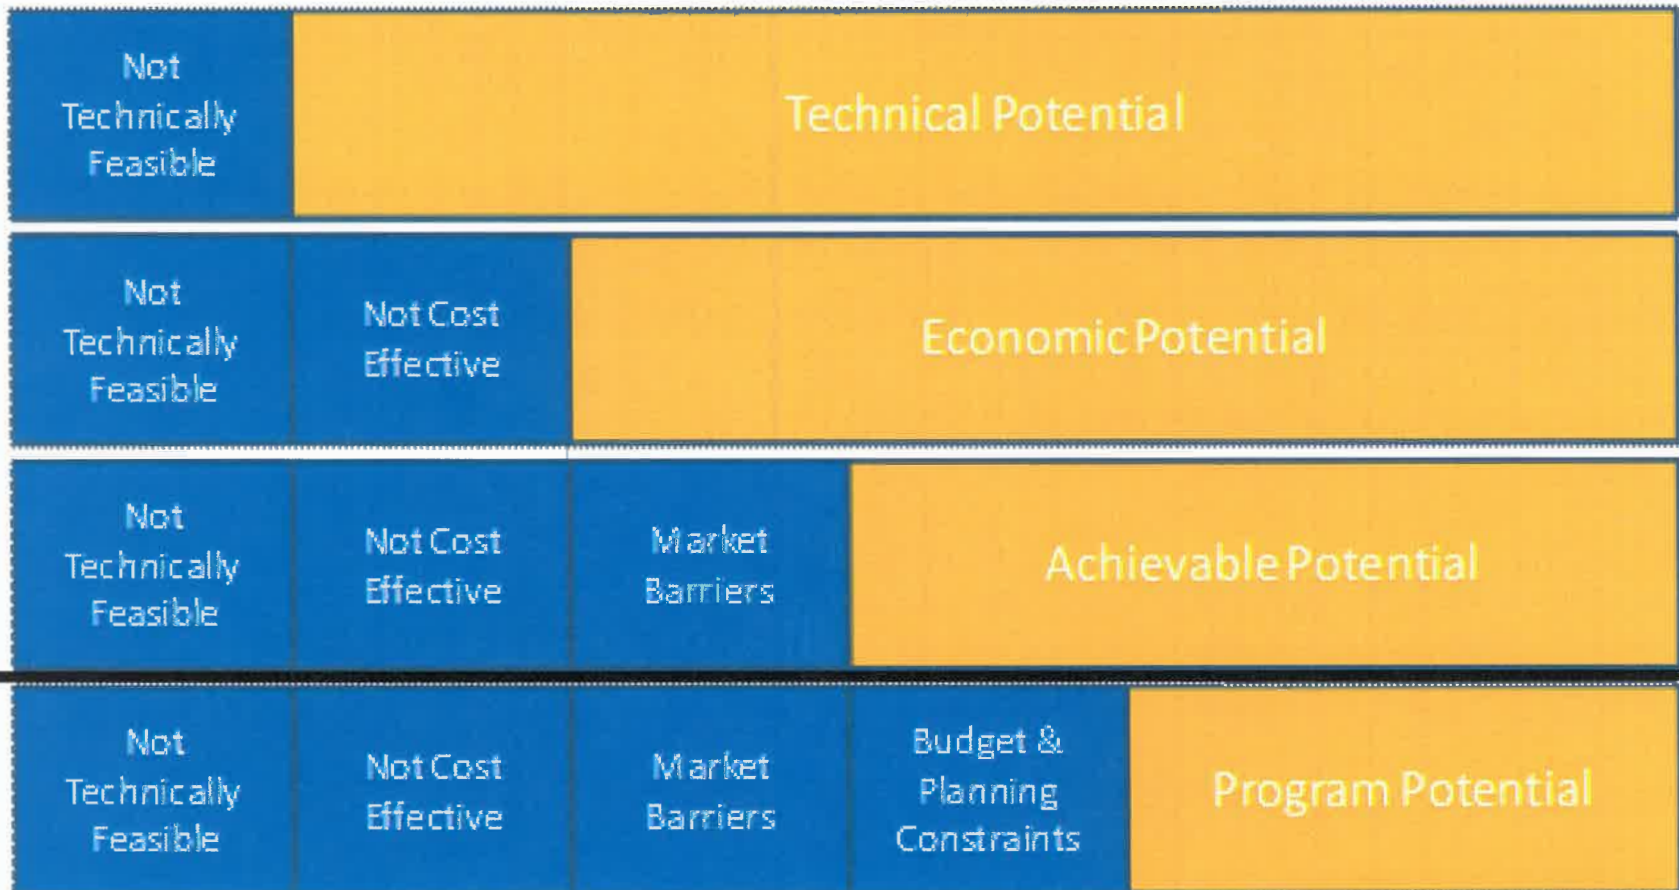 Not
Technically
Feasible
Technical Potential
Not
Technically
Feasible
Not Cost
Effective
Economic Potential
Not
Technically
Feasible
Not Cost
Effective
Market
Barriers
Achievable Potential
Not
Technically
Feasible
Not Cost
Effective
Market
Barriers
Budget &
Planning
Constraints
Program Potential